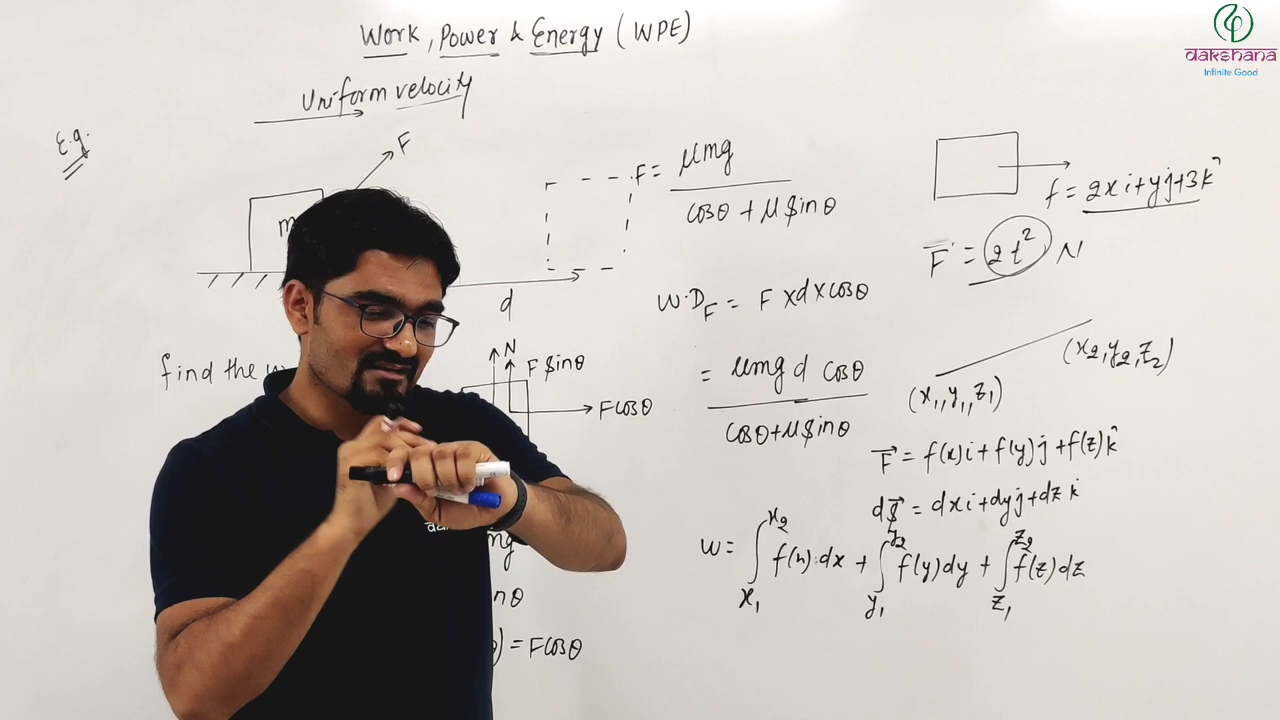 Work, Power & Energy (WPE)
dakshana
Infinite Good
Uniform velocity
E.g.
F
m
d
find the
N
F sinθ
F cosθ
mg
) = F cosθ
F = μmg / cosθ + μ sinθ
W.D_F = F × d × cosθ
= μmg d cosθ / cosθ + μ sinθ
f = 2x i + y j + 3 k̂
F⃗ = 2t² N
(x₁, y₁, z₁)
(x₂, y₂, z₂)
F⃗ = f(x) i + f(y) j + f(z) k̂
ds⃗ = dx i + dy j + dz k̂
W = ∫ x₁ x₂ f(x).dx + ∫ y₁ y₂ f(y) dy + ∫ z₁ z₂ f(z) dz